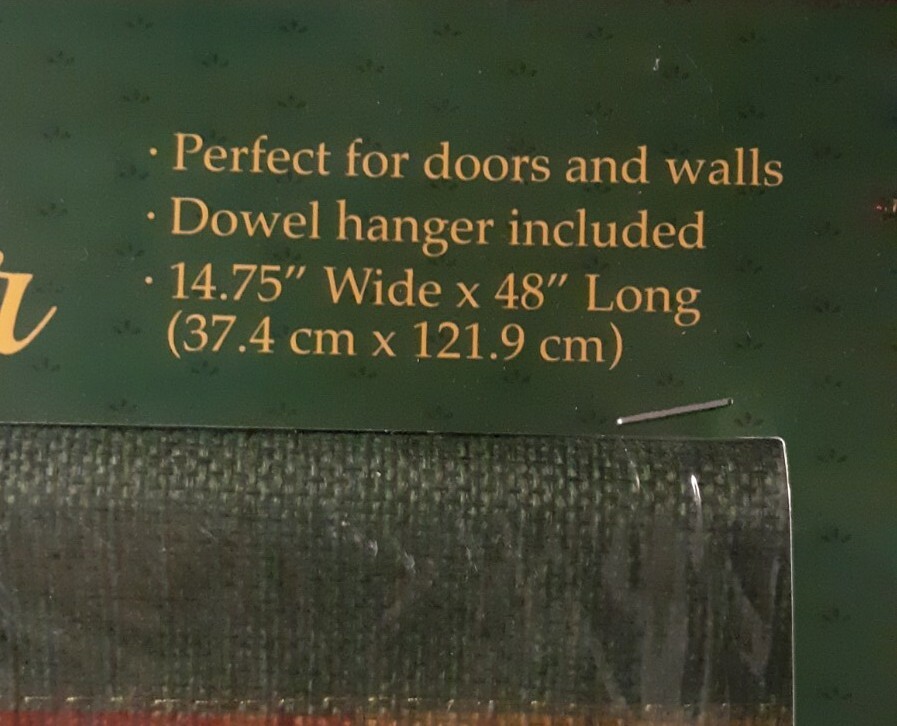 · Perfect for doors and walls
· Dowel hanger included
· 14.75" Wide x 48" Long
(37.4 cm x 121.9 cm)